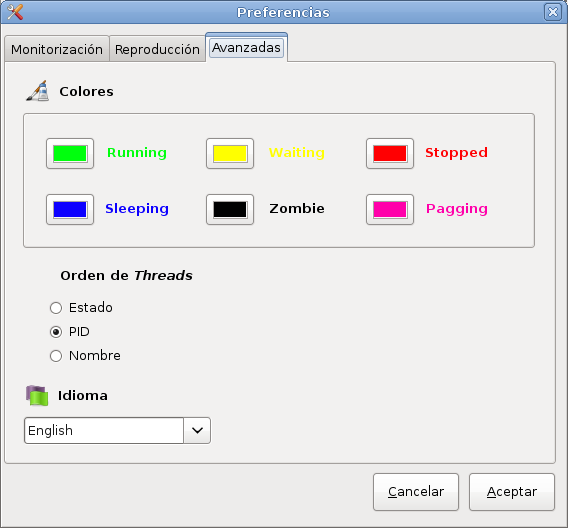 Preferencias
Monitorización Reproducción Avanzadas
Colores
Running Waiting Stopped
Sleeping Zombie Pagging
Orden de Threads
Estado
PID
Nombre
Idioma
English
Cancelar Aceptar